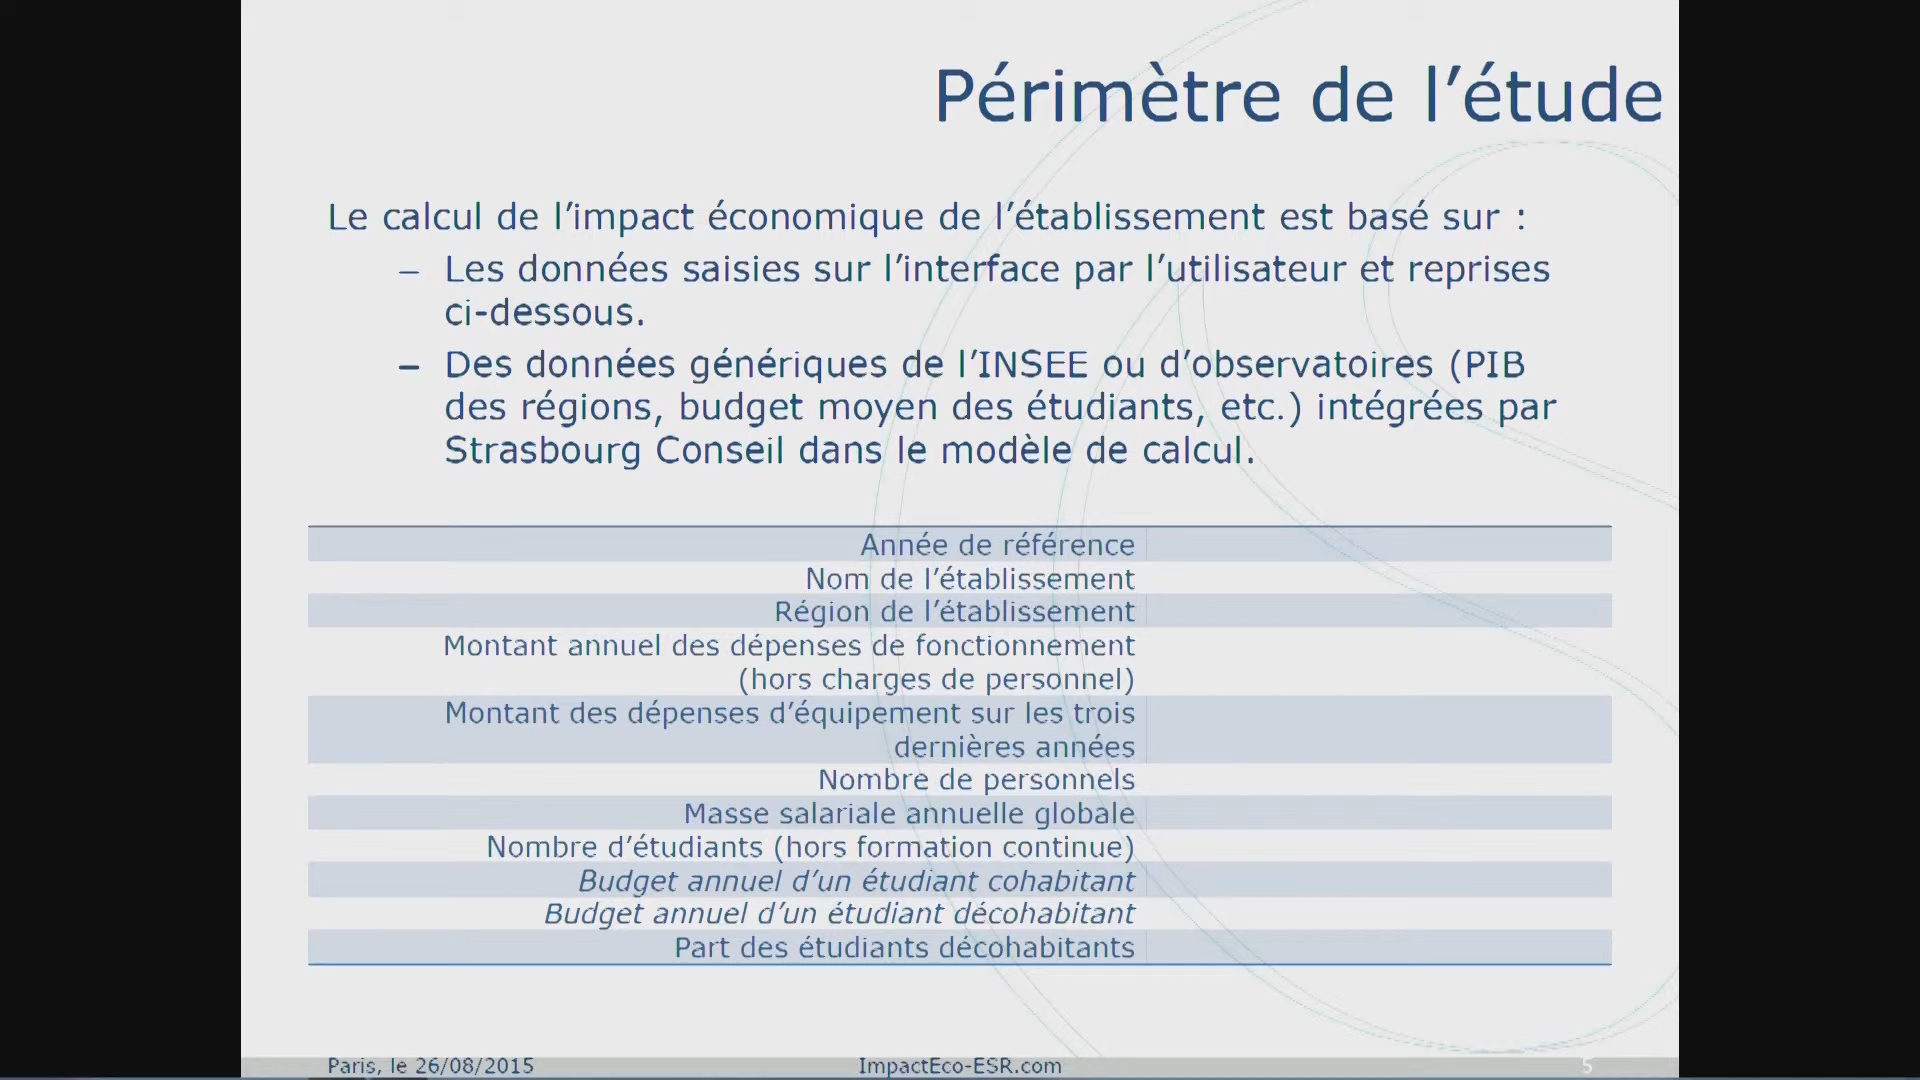 Périmètre de l’étude
Le calcul de l’impact économique de l’établissement est basé sur :
– Les données saisies sur l’interface par l’utilisateur et reprises
ci-dessous.
– Des données génériques de l’INSEE ou d’observatoires (PIB
des régions, budget moyen des étudiants, etc.) intégrées par
Strasbourg Conseil dans le modèle de calcul.
Année de référence
Nom de l’établissement
Région de l’établissement
Montant annuel des dépenses de fonctionnement
(hors charges de personnel)
Montant des dépenses d’équipement sur les trois
dernières années
Nombre de personnels
Masse salariale annuelle globale
Nombre d’étudiants (hors formation continue)
Budget annuel d’un étudiant cohabitant
Budget annuel d’un étudiant décohabitant
Part des étudiants décohabitants
Paris, le 26/08/2015
ImpactEco-ESR.com
5